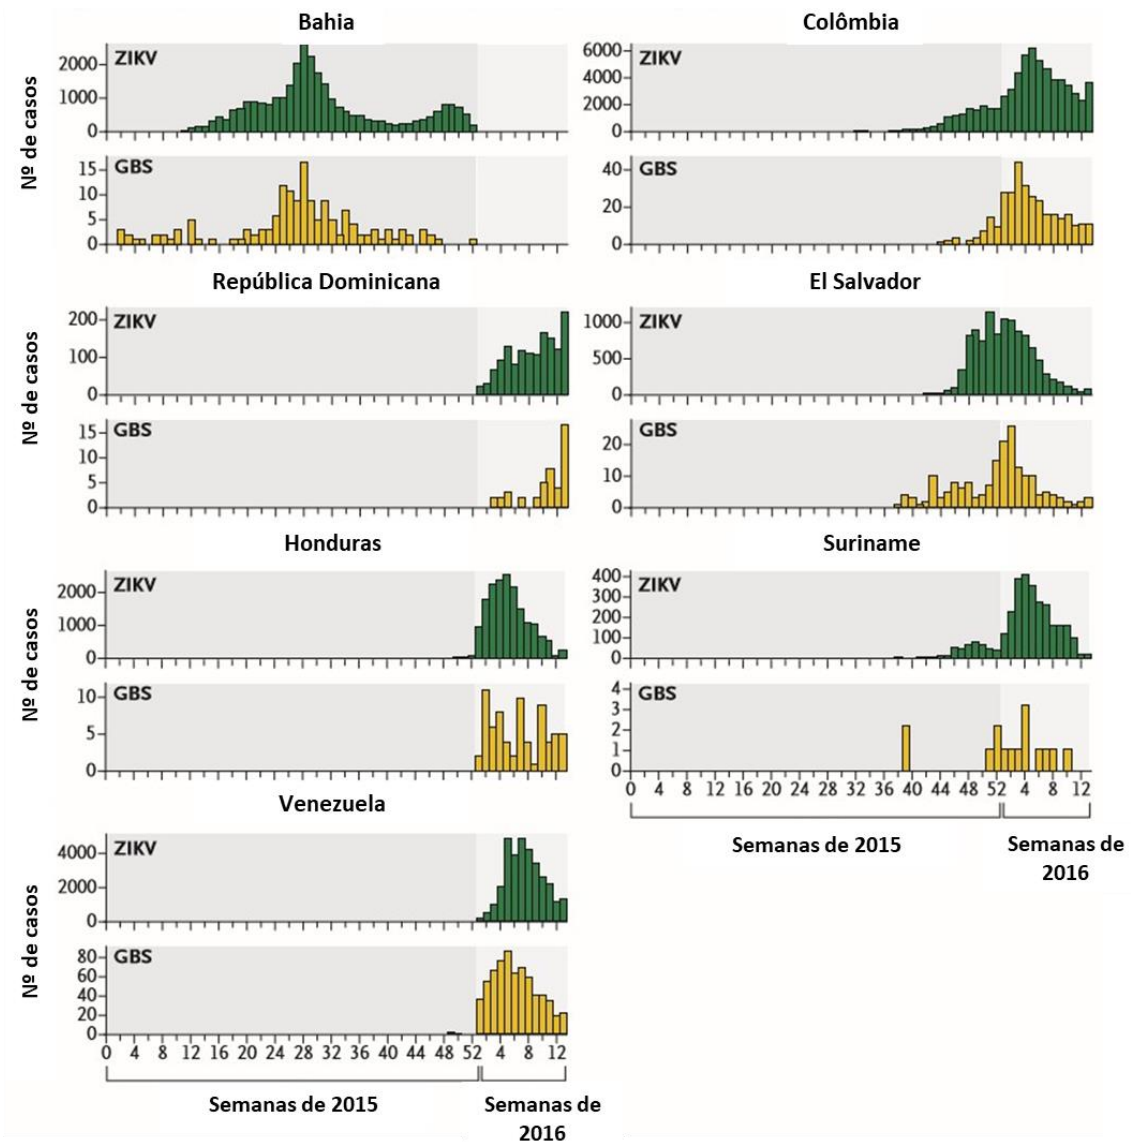 Bahia
Nº de casos
ZIKV
2000
1000
0
GBS
15
10
5
0
Colômbia
ZIKV
6000
4000
2000
0
GBS
40
20
0
República Dominicana
Nº de casos
ZIKV
200
100
0
GBS
15
10
5
0
El Salvador
ZIKV
1000
500
0
GBS
20
10
0
Honduras
Nº de casos
ZIKV
2000
1000
0
GBS
10
5
0
Suriname
ZIKV
400
300
200
100
0
GBS
4
3
2
1
0
0 4 8 12 16 20 24 28 32 36 40 44 48 52 4 8 12
Semanas de 2015
Semanas de
2016
Venezuela
Nº de casos
ZIKV
4000
2000
0
GBS
80
60
40
20
0
0 4 8 12 16 20 24 28 32 36 40 44 48 52 4 8 12
Semanas de 2015
Semanas de
2016